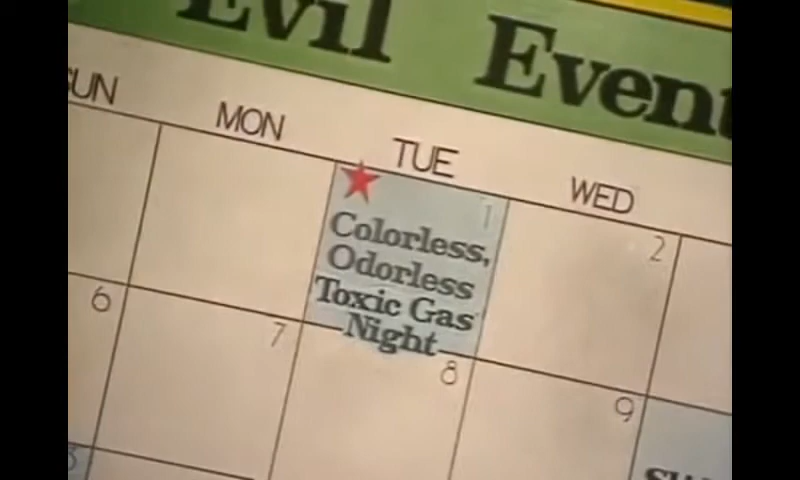 Evil Event
SUN MON TUE WED
1 2
Colorless,
Odorless
Toxic Gas
Night
6 7 8 9